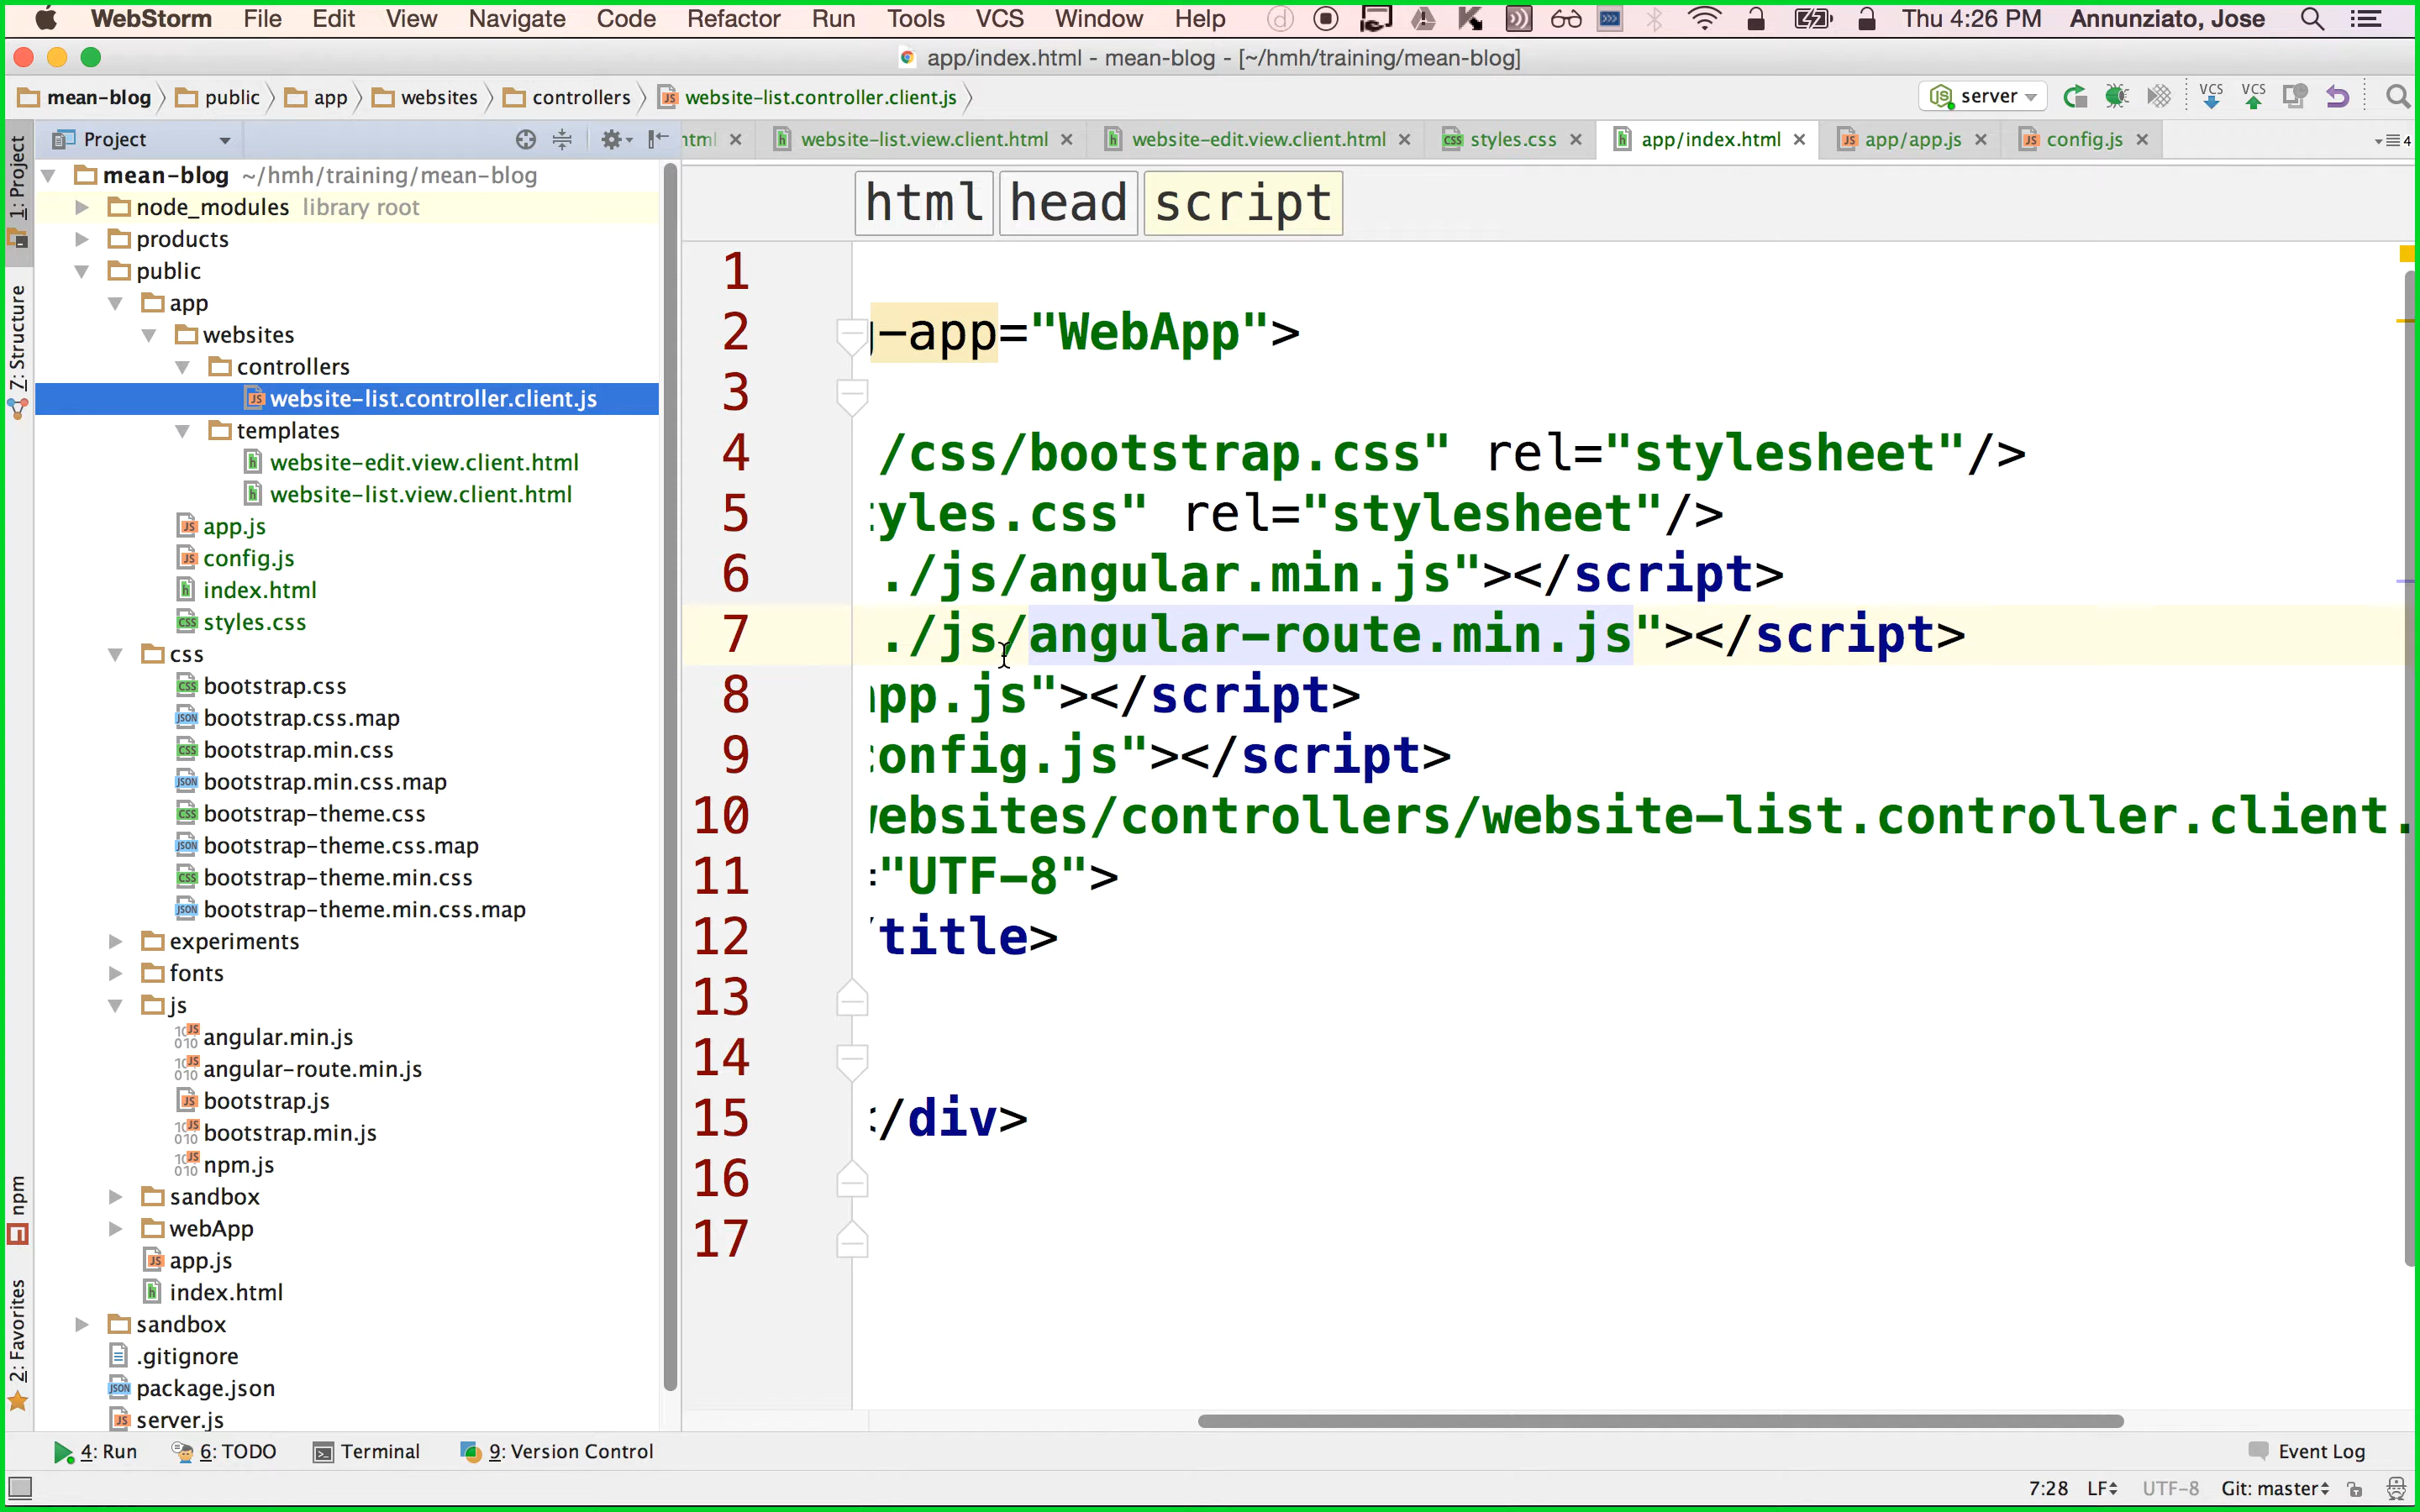 WebStorm File Edit View Navigate Code Refactor Run Tools VCS Window Help Thu 4:26 PM Annunziato, Jose
app/index.html - mean-blog - [~/hmh/training/mean-blog]
mean-blog public app websites controllers website-list.controller.client.js server VCS VCS
Project
html website-list.view.client.html website-edit.view.client.html styles.css app/index.html app/app.js config.js 4
1: Project
7: Structure
npm
2: Favorites
mean-blog ~/hmh/training/mean-blog
node_modules library root
products
public
app
websites
controllers
website-list.controller.client.js
templates
website-edit.view.client.html
website-list.view.client.html
app.js
config.js
index.html
styles.css
css
bootstrap.css
bootstrap.css.map
bootstrap.min.css
bootstrap.min.css.map
bootstrap-theme.css
bootstrap-theme.css.map
bootstrap-theme.min.css
bootstrap-theme.min.css.map
experiments
fonts
js
angular.min.js
angular-route.min.js
bootstrap.js
bootstrap.min.js
npm.js
sandbox
webApp
app.js
index.html
sandbox
.gitignore
package.json
server.js
html head script
1
2 -app="WebApp">
3
4 /css/bootstrap.css" rel="stylesheet"/>
5 yles.css" rel="stylesheet"/>
6 ./js/angular.min.js"></script>
7 ./js/angular-route.min.js"></script>
8 app.js"></script>
9 config.js"></script>
10 websites/controllers/website-list.controller.client.
11 ="UTF-8">
12 /title>
13
14
15 </div>
16
17
4: Run 6: TODO Terminal 9: Version Control Event Log
7:28 LF UTF-8 Git: master